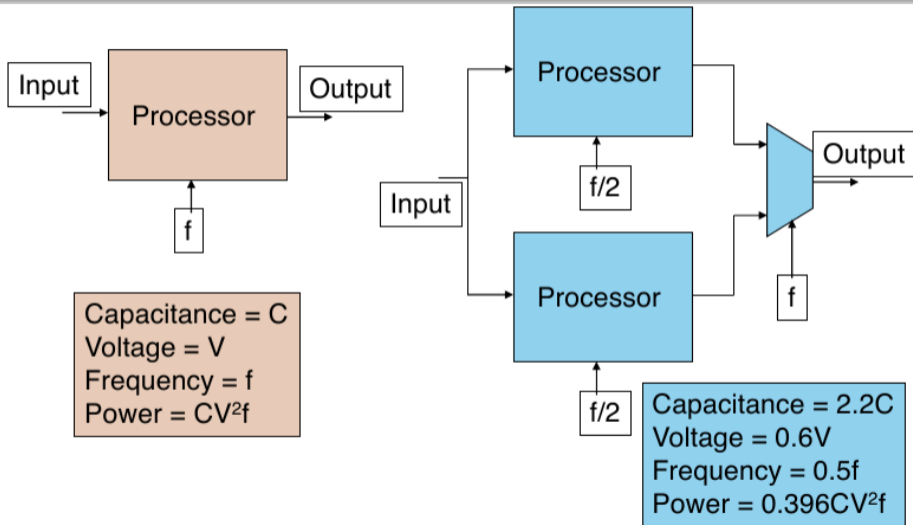 Input
Processor
Output
f
Capacitance = C
Voltage = V
Frequency = f
Power = CV²f
Processor
f/2
Input
Output
Processor
f
f/2
Capacitance = 2.2C
Voltage = 0.6V
Frequency = 0.5f
Power = 0.396CV²f